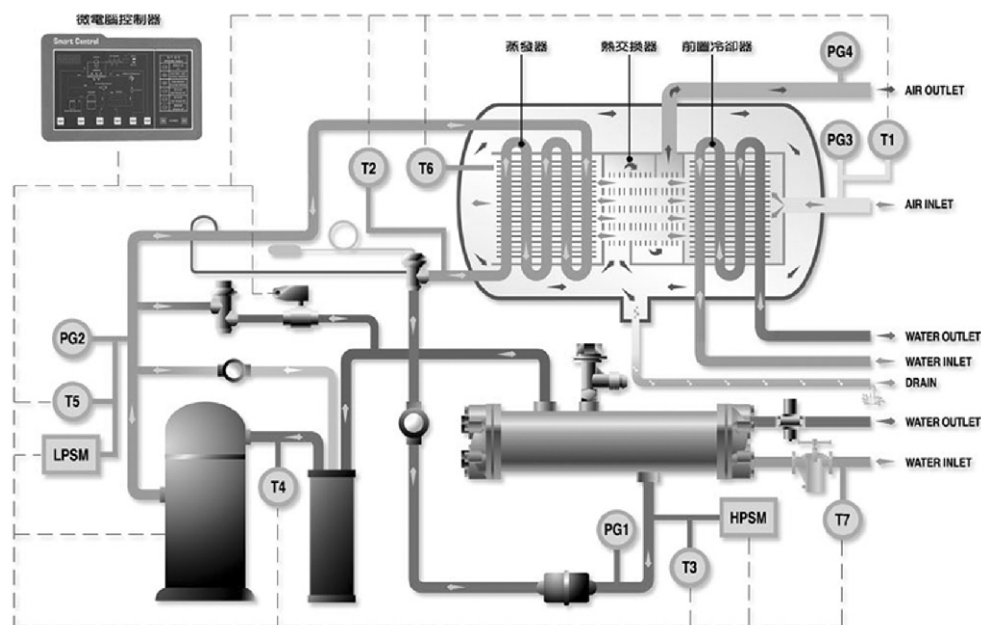 微電腦控制器
Smart Control
蒸發器
熱交換器
前置冷卻器
PG4
AIR OUTLET
PG3
T1
T2
T6
AIR INLET
PG2
WATER OUTLET
WATER INLET
DRAIN
T5
WATER OUTLET
LPSM
WATER INLET
T4
HPSM
T7
PG1
T3